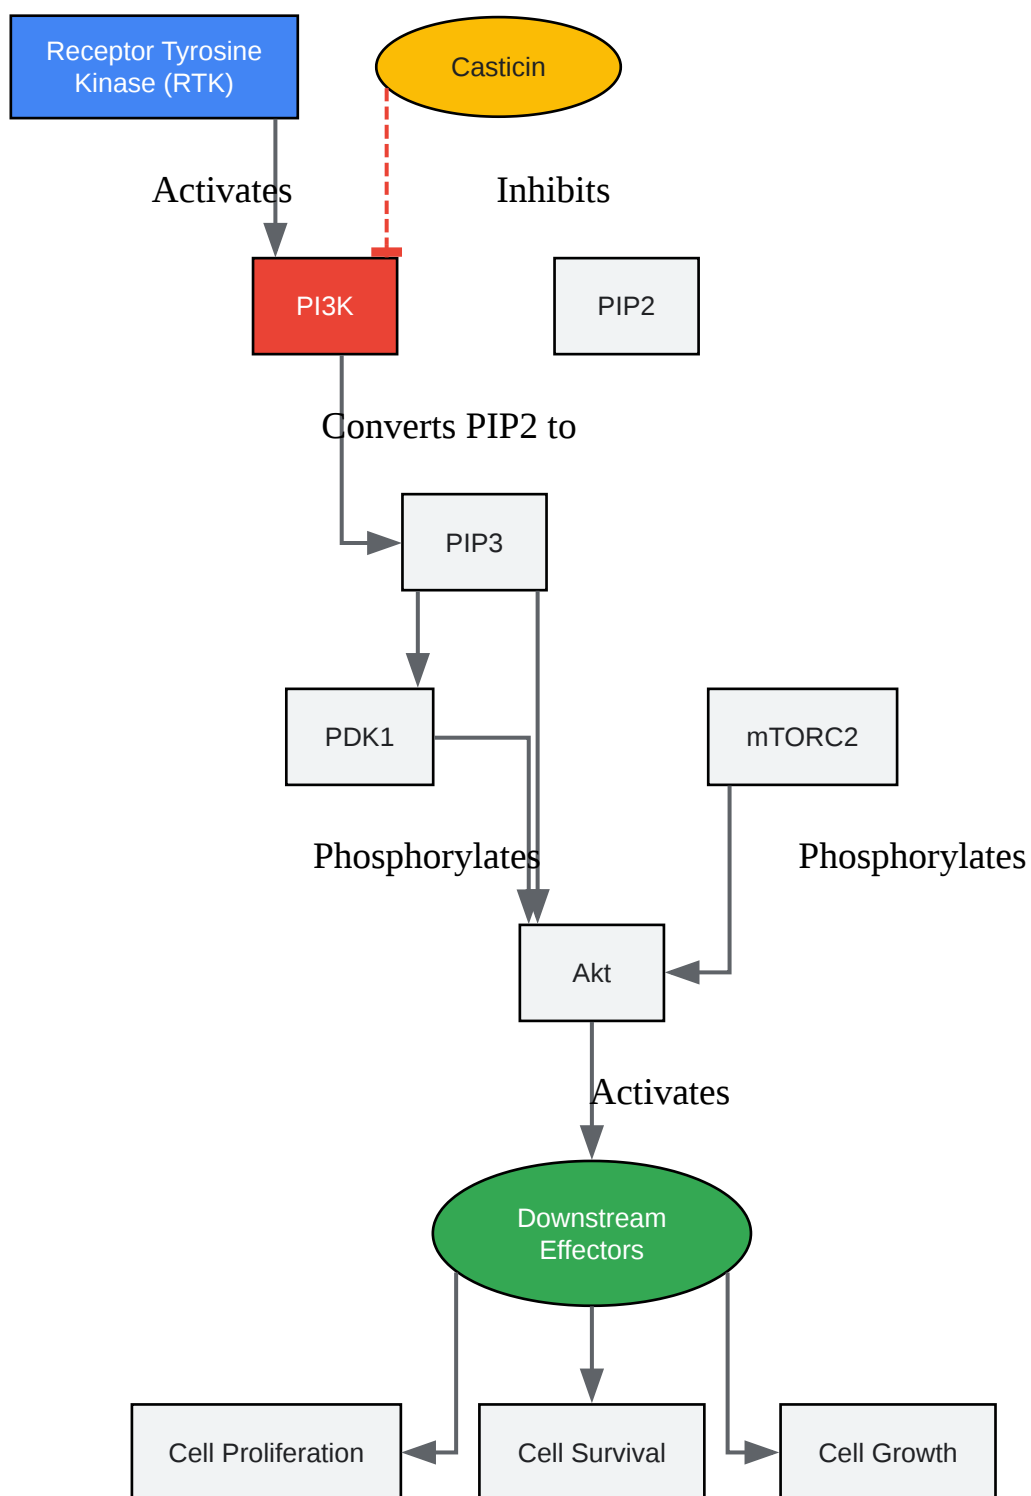 Receptor Tyrosine
Kinase (RTK)
Casticin
Activates
Inhibits
PI3K
PIP2
Converts PIP2 to
PIP3
PDK1
mTORC2
Phosphorylates
Phosphorylates
Akt
Activates
Downstream
Effectors
Cell Proliferation
Cell Survival
Cell Growth